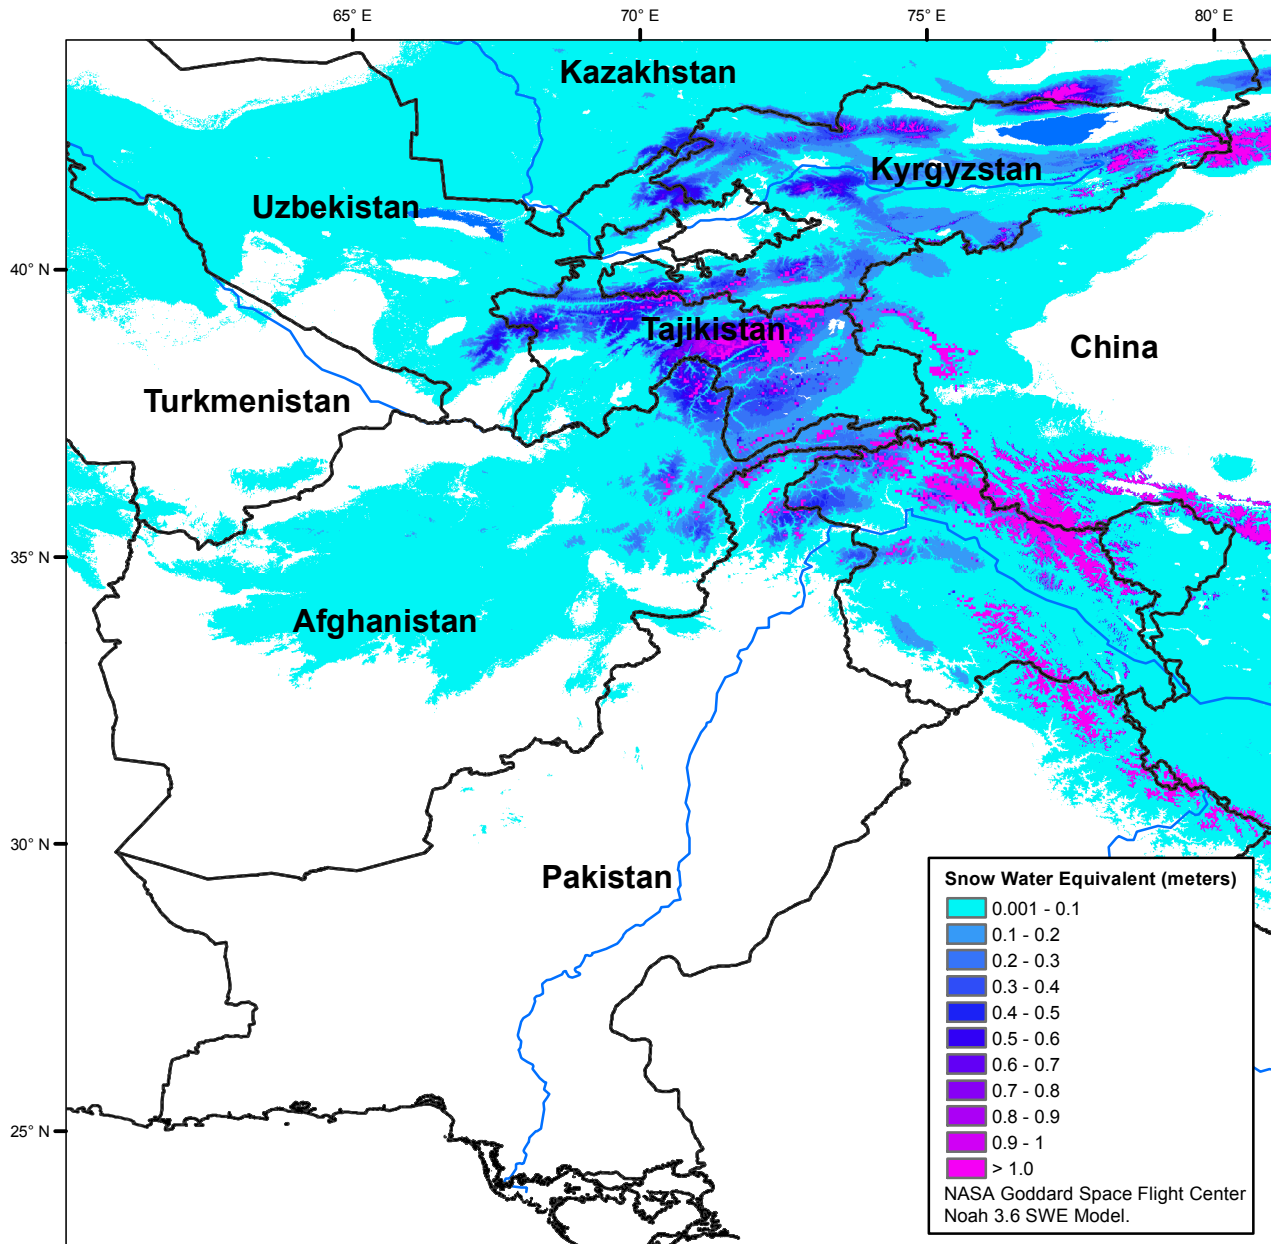 65° E
70° E
75° E
80° E
Kazakhstan
Kyrgyzstan
Uzbekistan
40° N
Tajikistan
China
Turkmenistan
35° N
Afghanistan
30° N
Pakistan
25° N
Snow Water Equivalent (meters)
0.001 - 0.1
0.1 - 0.2
0.2 - 0.3
0.3 - 0.4
0.4 - 0.5
0.5 - 0.6
0.6 - 0.7
0.7 - 0.8
0.8 - 0.9
0.9 - 1
> 1.0
NASA Goddard Space Flight Center
Noah 3.6 SWE Model.